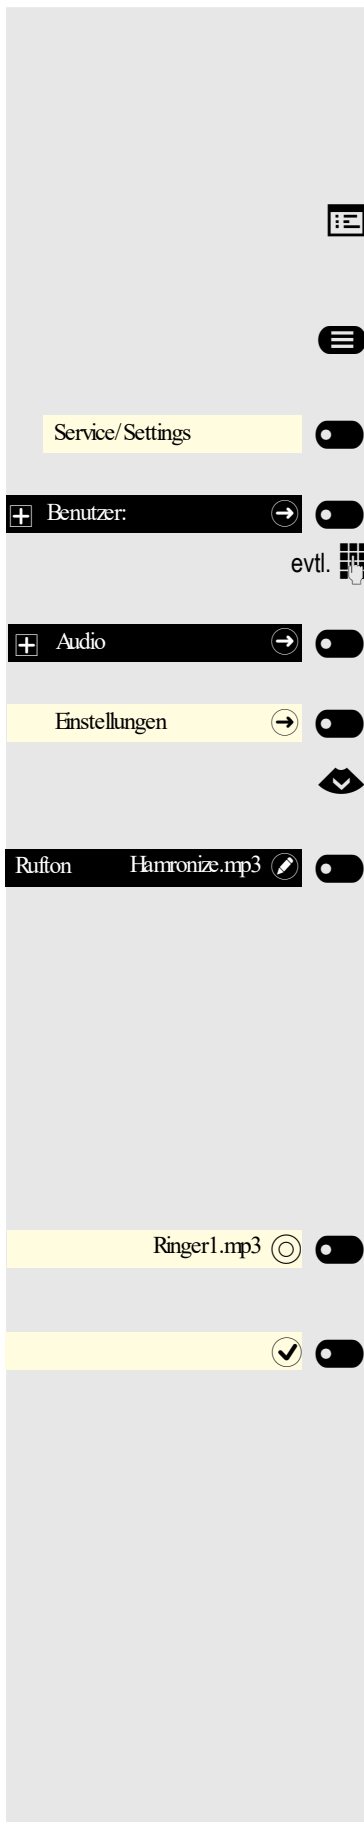 Service/Settings
Benutzer:
evtl.
Audio
Einstellungen
Rufton Hamronize.mp3
Ringer1.mp3